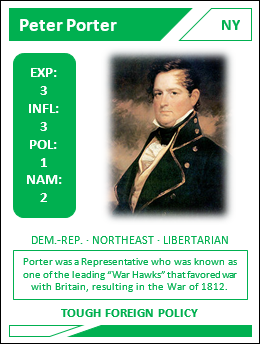 Peter Porter
NY
EXP:
3
INFL:
3
POL:
1
NAM:
2
DEM.-REP. · NORTHEAST · LIBERTARIAN
Porter was a Representative who was known as
one of the leading “War Hawks” that favored war
with Britain, resulting in the War of 1812.
TOUGH FOREIGN POLICY